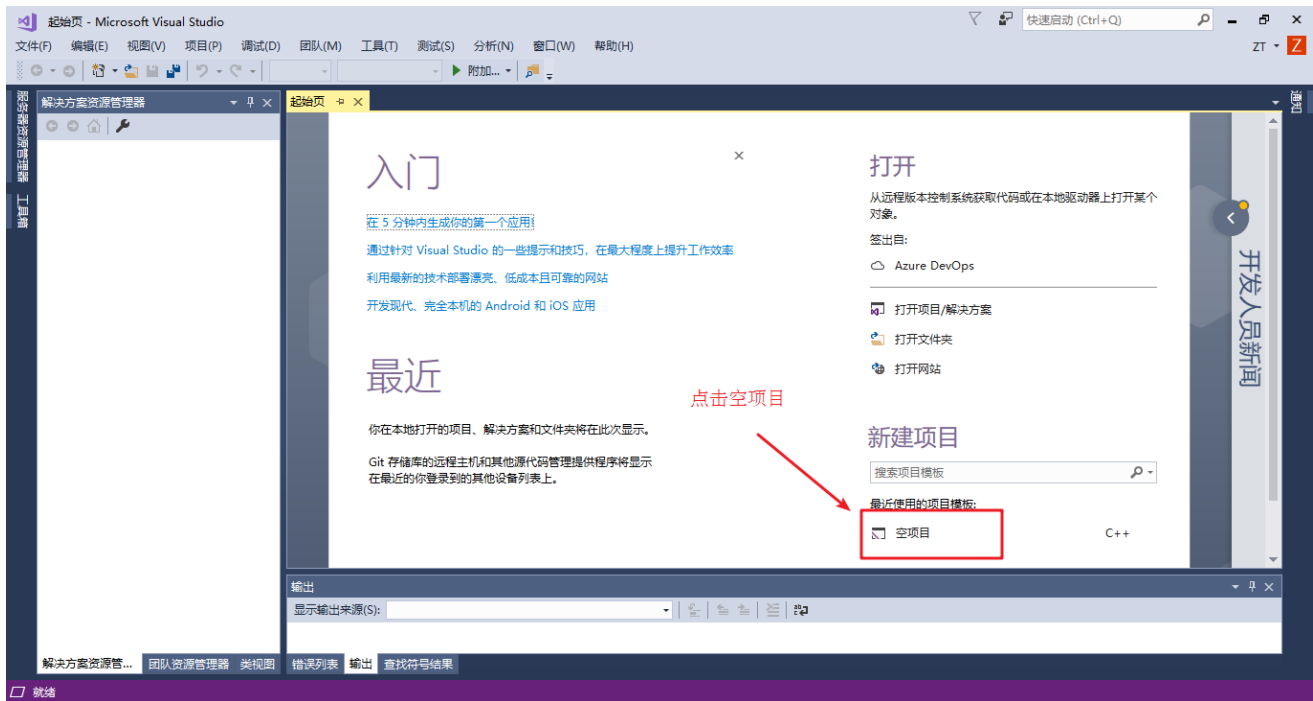 起始页 - Microsoft Visual Studio
快速启动 (Ctrl+Q)
文件(F) 编辑(E) 视图(V) 项目(P) 调试(D) 团队(M) 工具(T) 测试(S) 分析(N) 窗口(W) 帮助(H)
ZT
Z
附加...
服务器资源管理器
工具箱
解决方案资源管理器
起始页
通知
入门
在 5 分钟内生成你的第一个应用!
通过针对 Visual Studio 的一些提示和技巧，在最大程度上提升工作效率
利用最新的技术部署漂亮、低成本且可靠的网站
开发现代、完全本机的 Android 和 iOS 应用
最近
你在本地打开的项目、解决方案和文件夹将在此次显示。
Git 存储库的远程主机和其他源代码管理提供程序将显示
在最近的你登录到的其他设备列表上。
点击空项目
打开
从远程版本控制系统获取代码或在本地驱动器上打开某个
对象。
签出自:
Azure DevOps
打开项目/解决方案
打开文件夹
打开网站
新建项目
搜索项目模板
最近使用的项目模板:
空项目 C++
开发人员新闻
输出
显示输出来源(S):
解决方案资源管... 团队资源管理器 类视图
错误列表 输出 查找符号结果
就绪